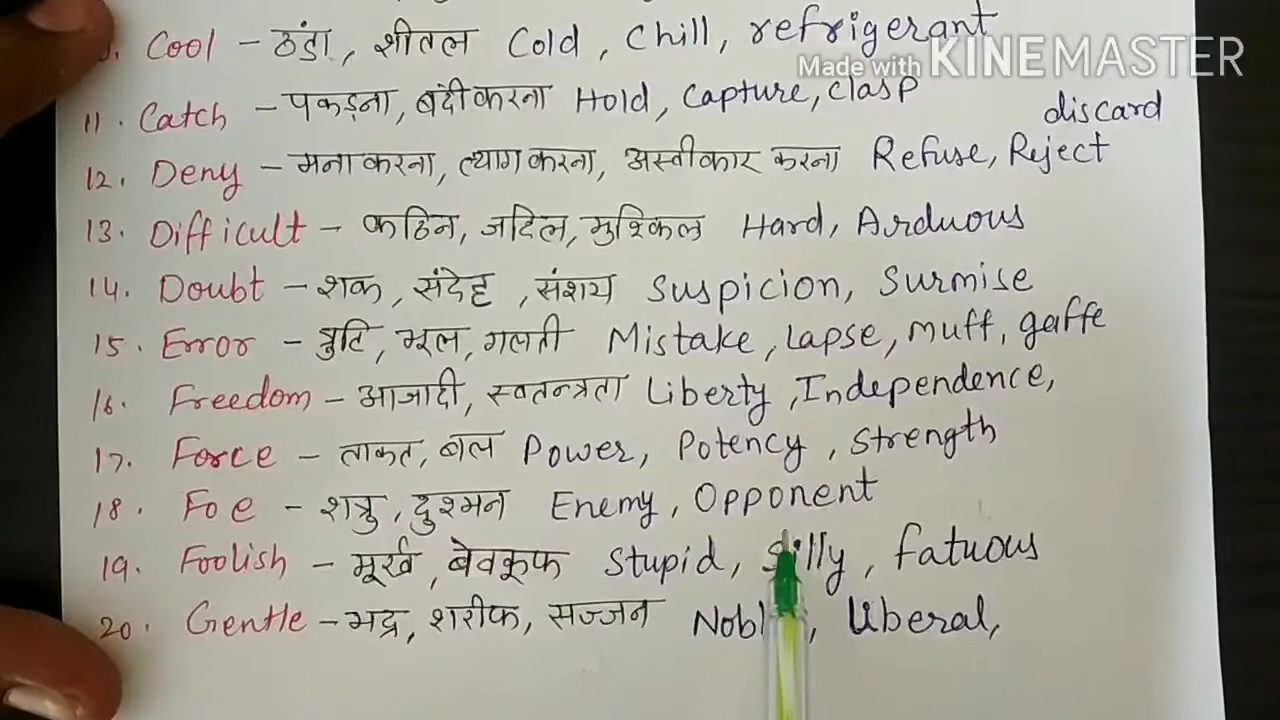 Cool - ठंडा, शीतल Cold, Chill, refrigerant
Made with KINEMASTER
11. Catch - पकड़ना, बंदी करना Hold, Capture, clasp
discard
12. Deny - मना करना, त्याग करना, अस्वीकार करना Refuse, Reject
13. Difficult - कठिन, जटिल, मुश्किल Hard, Arduous
14. Doubt - शक, संदेह, संशय Suspicion, Surmise
15. Error - त्रुटि, भूल, गलती Mistake, Lapse, Muff, gaffe
16. Freedom - आजादी, स्वतन्त्रता Liberty, Independence,
17. Force - ताकत, बल Power, Potency, Strength
18. Foe - शत्रु, दुश्मन Enemy, Opponent
19. Foolish - मूर्ख, बेवकूफ Stupid, Silly, fatuous
20. Gentle - भद्र, शरीफ, सज्जन Liberal,